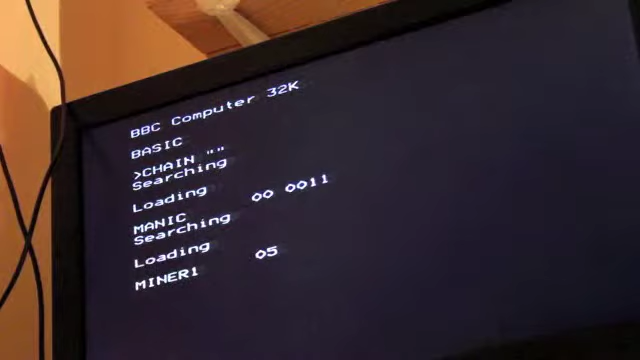 BBC Computer 32K
BASIC
>CHAIN ""
Searching
Loading
MANIC 00 0011
Searching
Loading
MINER1 05